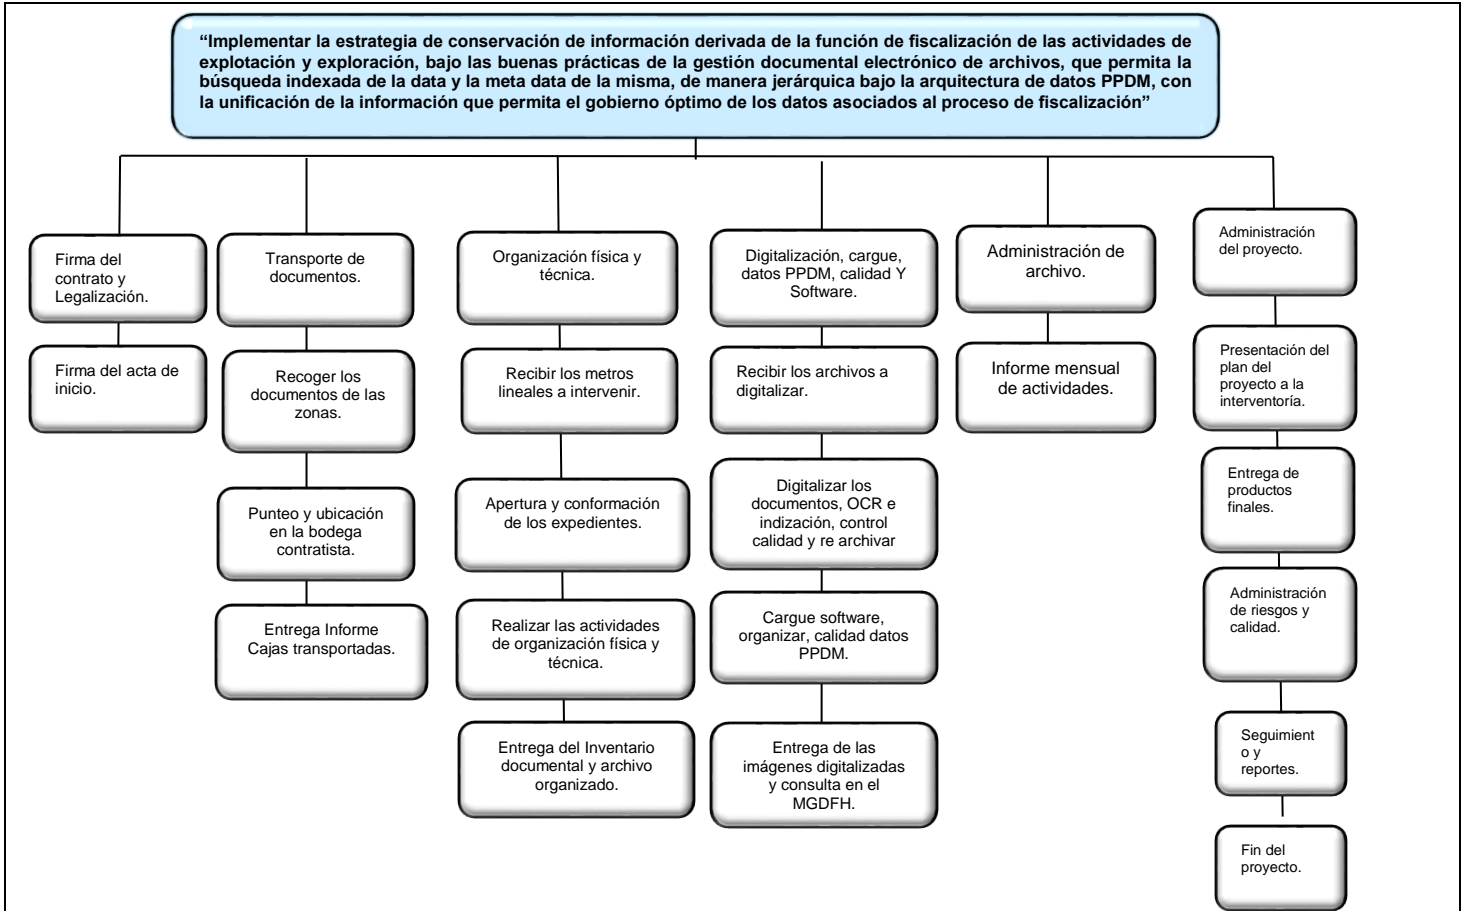 “Implementar la estrategia de conservación de información derivada de la función de fiscalización de las actividades de
explotación y exploración, bajo las buenas prácticas de la gestión documental electrónico de archivos, que permita la
búsqueda indexada de la data y la meta data de la misma, de manera jerárquica bajo la arquitectura de datos PPDM, con
la unificación de la información que permita el gobierno óptimo de los datos asociados al proceso de fiscalización”
Firma del
contrato y
Legalización.
Firma del acta de
inicio.
Transporte de
documentos.
Recoger los
documentos de las
zonas.
Punteo y ubicación
en la bodega
contratista.
Entrega Informe
Cajas transportadas.
Organización física y
técnica.
Recibir los metros
lineales a intervenir.
Apertura y conformación
de los expedientes.
Realizar las actividades
de organización física y
técnica.
Entrega del Inventario
documental y archivo
organizado.
Digitalización, cargue,
datos PPDM, calidad Y
Software.
Recibir los archivos a
digitalizar.
Digitalizar los
documentos, OCR e
indización, control
calidad y re archivar
Cargue software,
organizar, calidad datos
PPDM.
Entrega de las
imágenes digitalizadas
y consulta en el
MGDFH.
Administración de
archivo.
Informe mensual
de actividades.
Administración
del proyecto.
Presentación del
plan del
proyecto a la
interventoría.
Entrega de
productos
finales.
Administración
de riesgos y
calidad.
Seguimient
o y
reportes.
Fin del
proyecto.